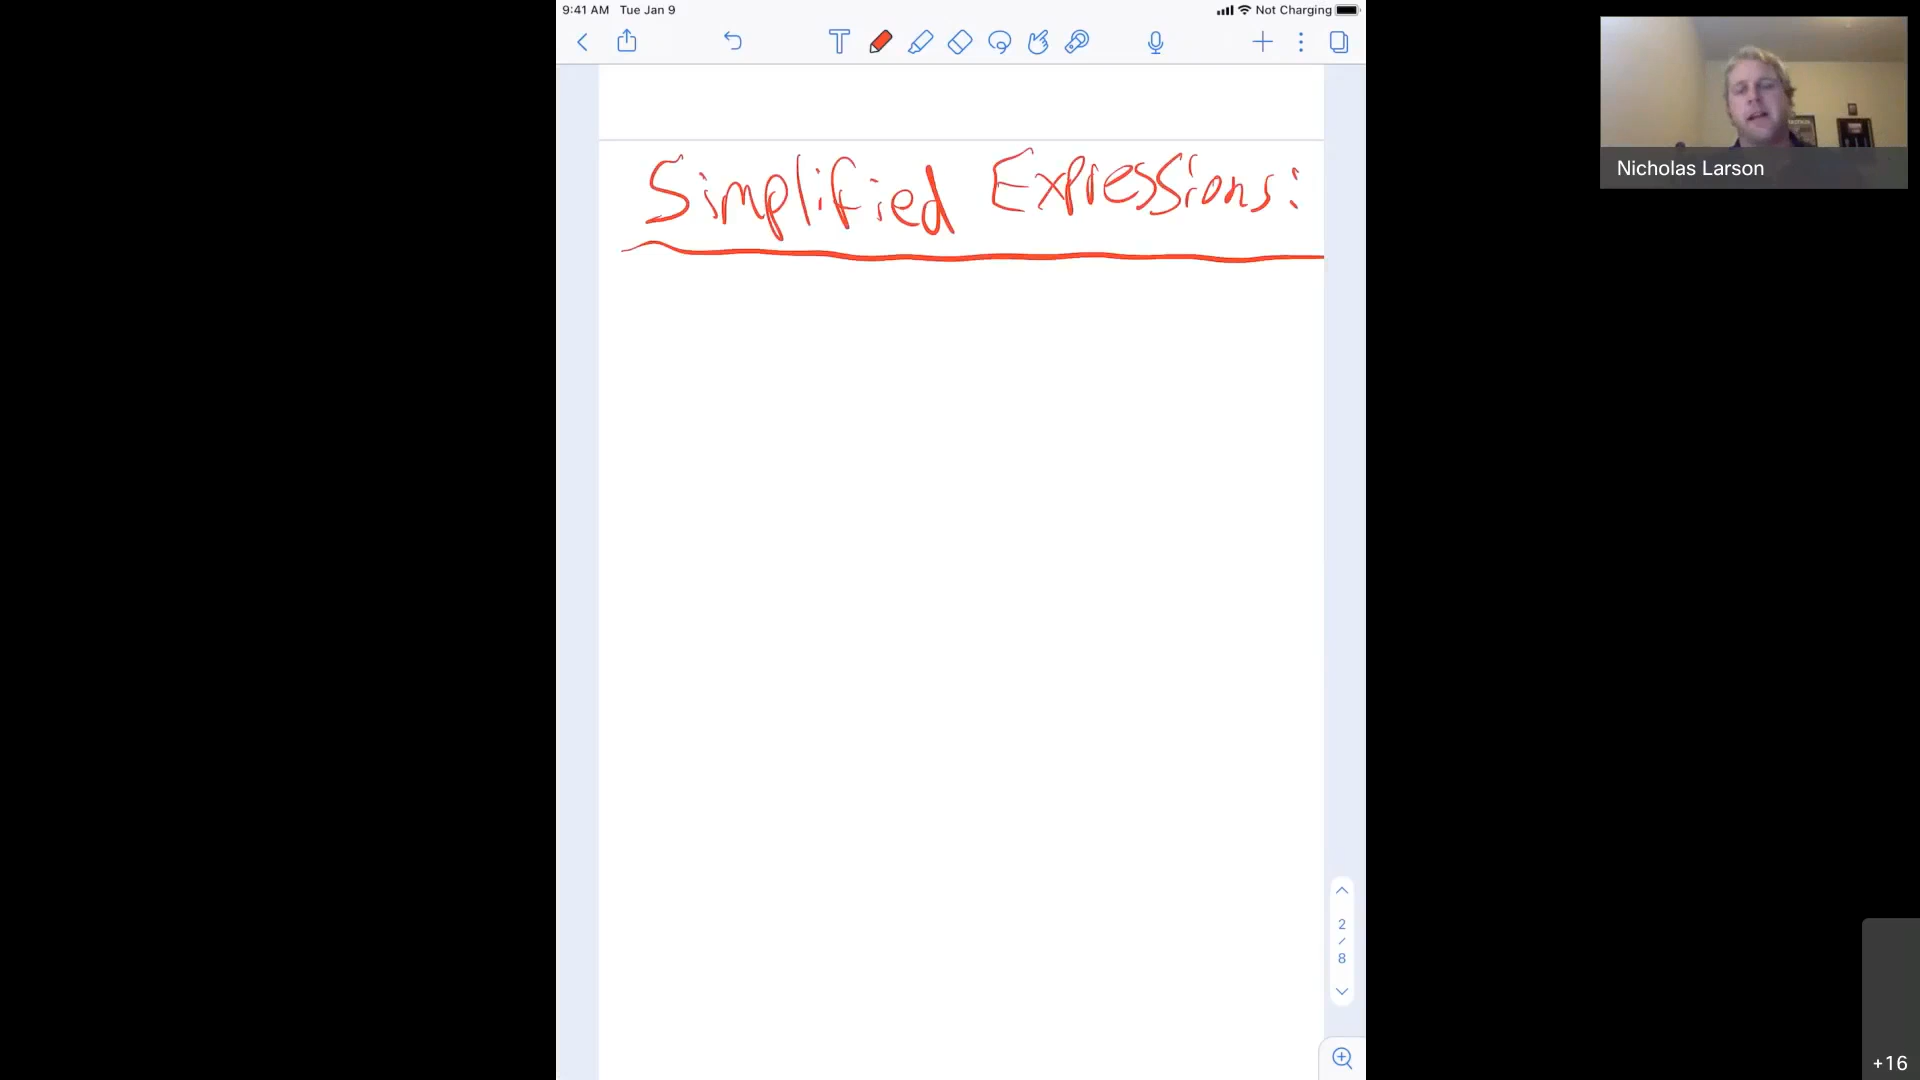 9:41 AM Tue Jan 9
Not Charging
T
Simplified Expressions:
Nicholas Larson
2
/
8
+16